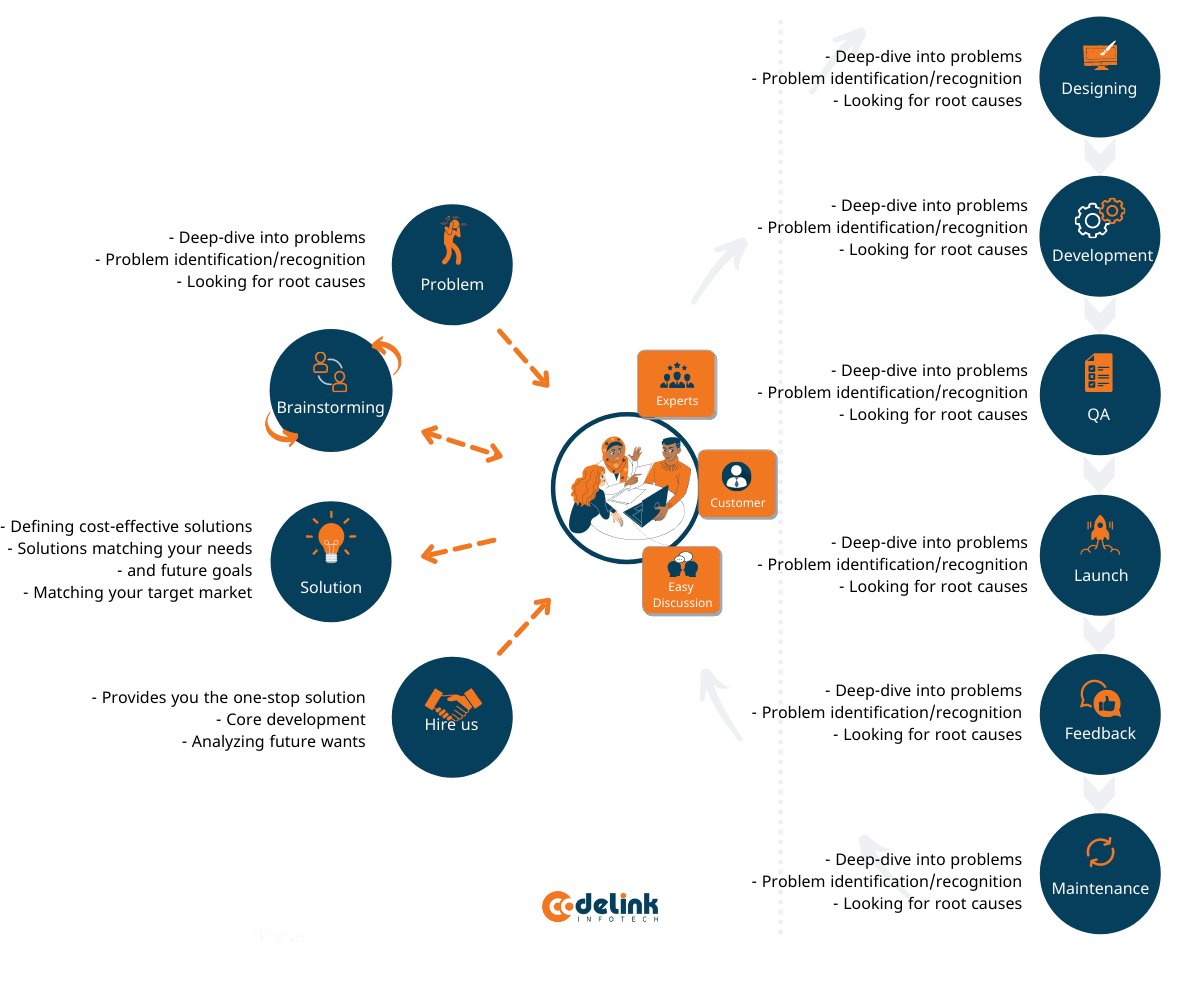 - Deep-dive into problems
- Problem identification/recognition
- Looking for root causes
Problem
Brainstorming
- Defining cost-effective solutions
- Solutions matching your needs
- and future goals
- Matching your target market
Solution
- Provides you the one-stop solution
- Core development
- Analyzing future wants
Hire us
Experts
Customer
Easy
Discussion
- Deep-dive into problems
- Problem identification/recognition
- Looking for root causes
Designing
- Deep-dive into problems
- Problem identification/recognition
- Looking for root causes
Development
- Deep-dive into problems
- Problem identification/recognition
- Looking for root causes
QA
- Deep-dive into problems
- Problem identification/recognition
- Looking for root causes
Launch
- Deep-dive into problems
- Problem identification/recognition
- Looking for root causes
Feedback
- Deep-dive into problems
- Problem identification/recognition
- Looking for root causes
Maintenance
Codelink
INFOTECH
Hire us